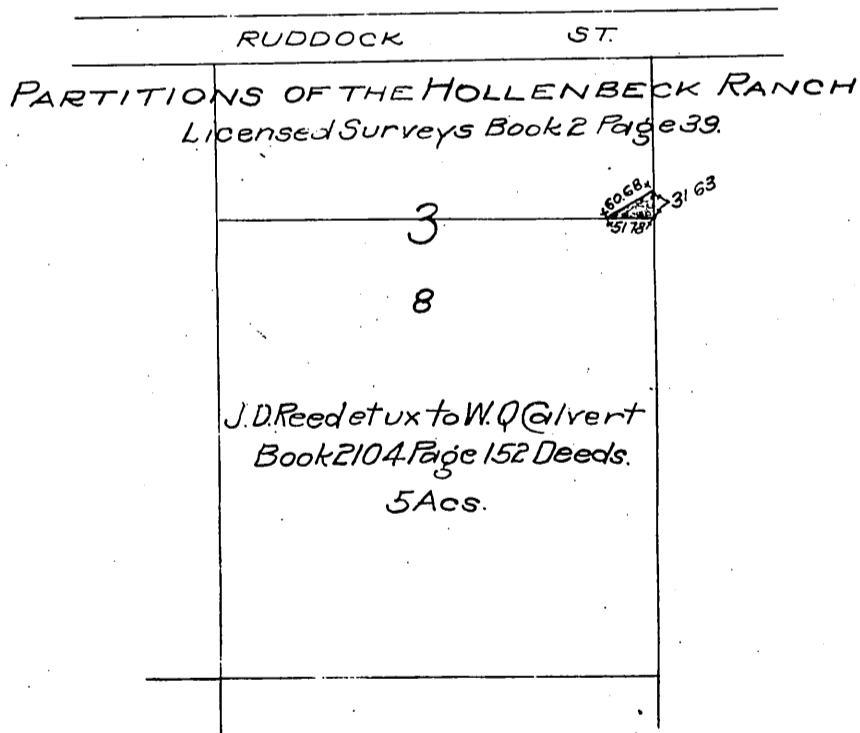 RUDDOCK ST.
PARTITIONS OF THE HOLLENBECK RANCH
Licensed Surveys Book 2 Page 39.
60.68
31 63
51 78
3
8
J.D. Reed et ux to W.Q Calvert
Book 2104 Page 152 Deeds.
5 Acs.